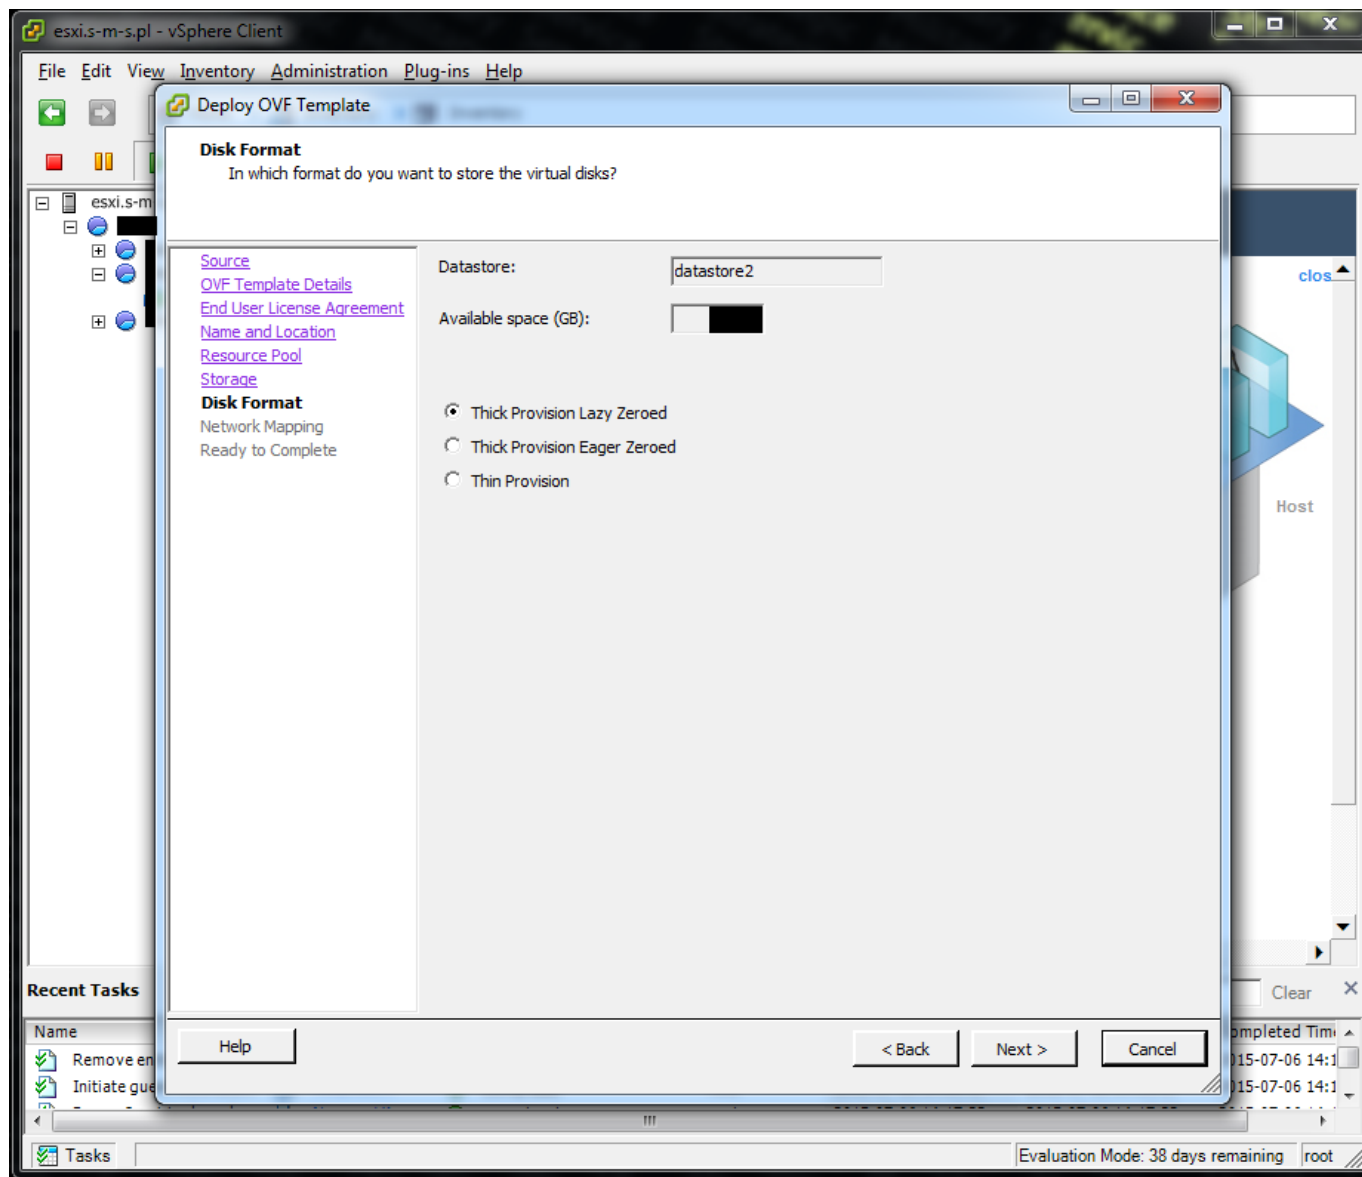 esxi.s-m-s.pl - vSphere Client
File Edit View Inventory Administration Plug-ins Help
Deploy OVF Template
Disk Format
In which format do you want to store the virtual disks?
esxi.s-m
Source
OVF Template Details
End User License Agreement
Name and Location
Resource Pool
Storage
Disk Format
Network Mapping
Ready to Complete
Datastore: datastore2
Available space (GB):
Thick Provision Lazy Zeroed
Thick Provision Eager Zeroed
Thin Provision
clos
Host
Recent Tasks
Clear
Name
ompleted Time
Remove en
015-07-06 14:1
Initiate gue
015-07-06 14:1
Help
< Back
Next >
Cancel
Tasks
Evaluation Mode: 38 days remaining
root